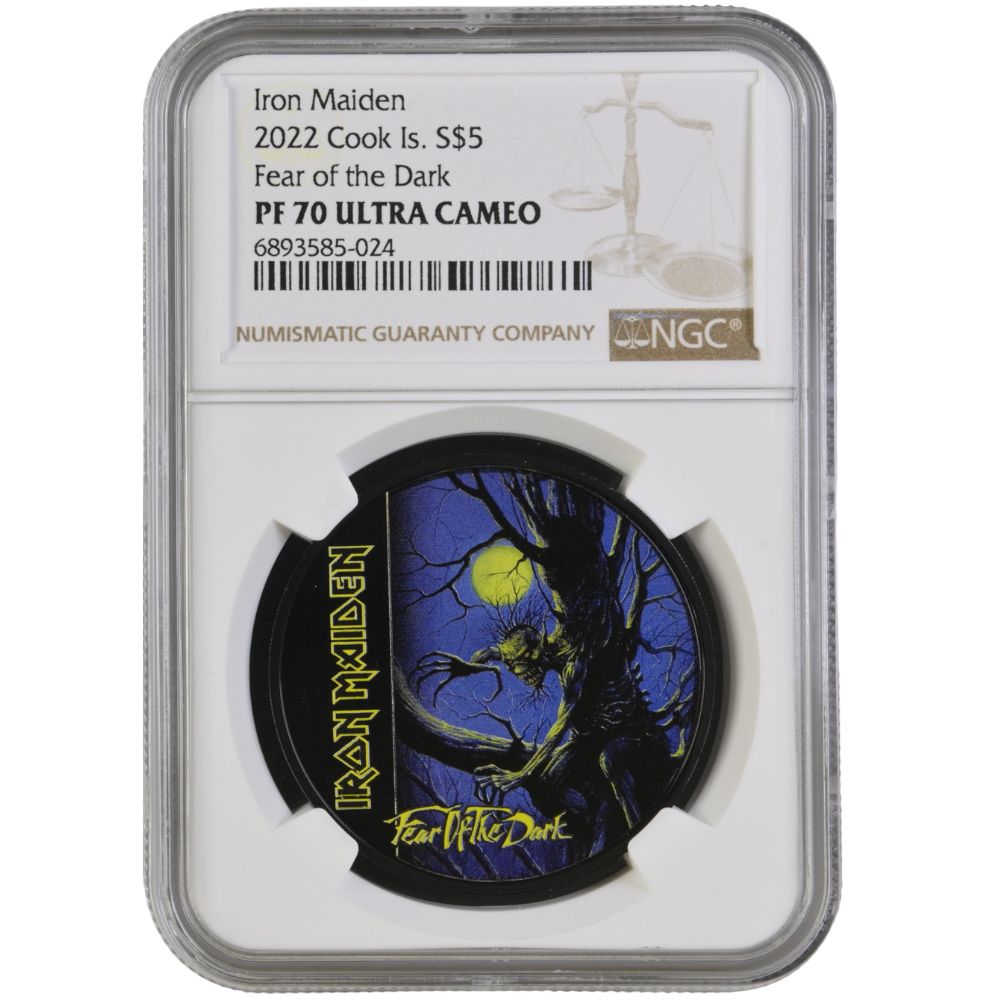 Iron Maiden
2022 Cook Is. S$5
Fear of the Dark
PF 70 ULTRA CAMEO
6893585-024
NUMISMATIC GUARANTY COMPANY
NGC®
IRON MAIDEN
Fear Of The Dark